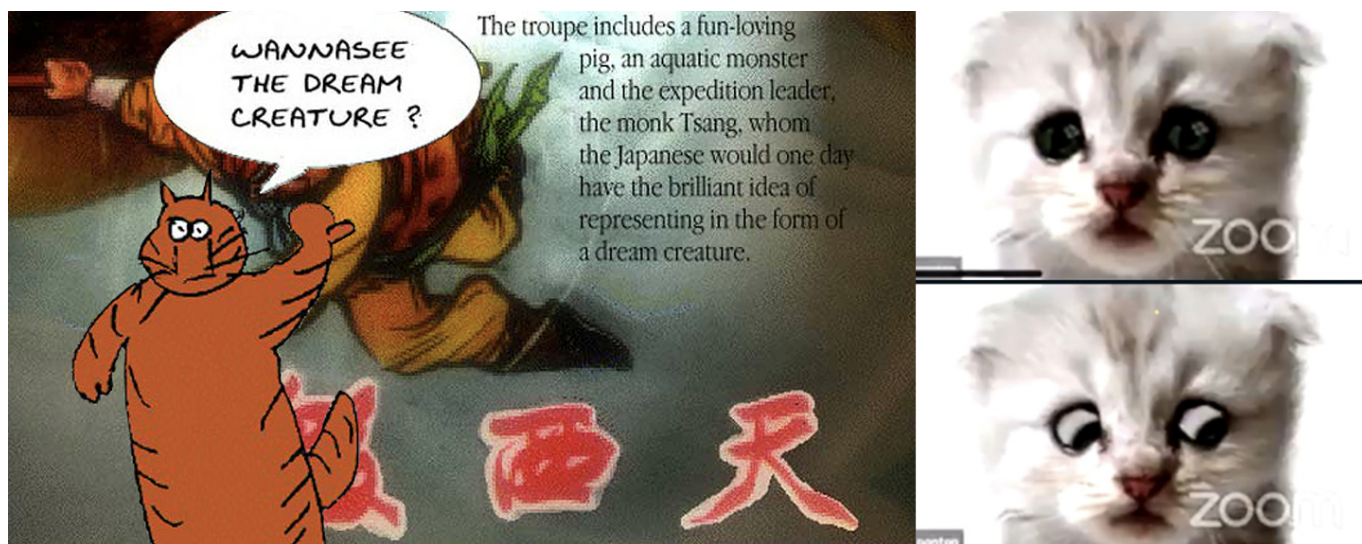 WANNASEE
THE DREAM
CREATURE ?
The troupe includes a fun-loving
pig, an aquatic monster
and the expedition leader,
the monk Tsang, whom
the Japanese would one day
have the brilliant idea of
representing in the form of
a dream creature.
西天
zoom
zoom